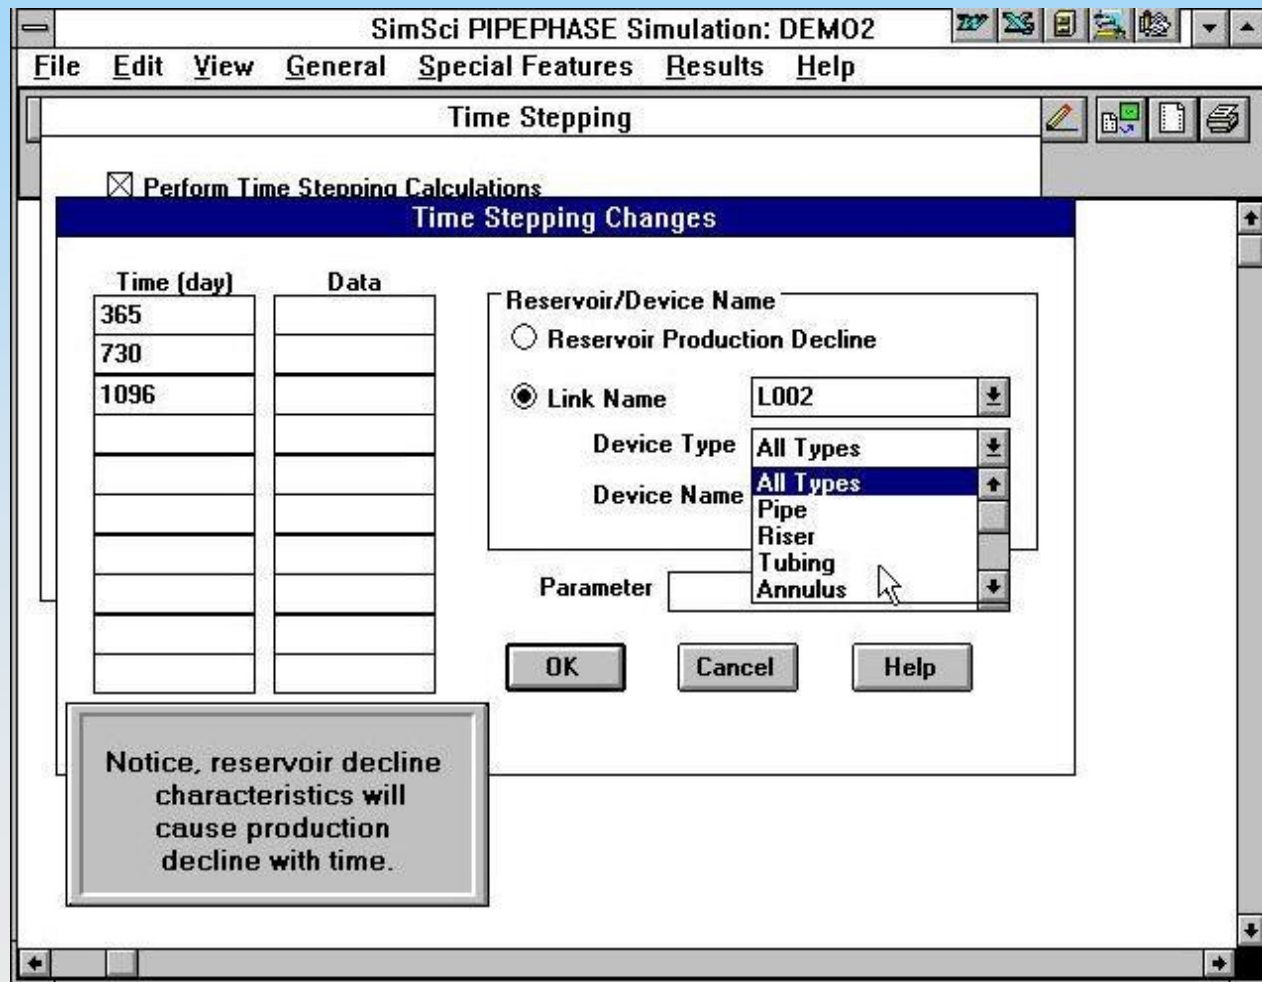 SimSci PIPEPHASE Simulation: DEMO2
File Edit View General Special Features Results Help
Time Stepping
Perform Time Stepping Calculations
Time Stepping Changes
Time (day) Data
365
730
1096
Reservoir/Device Name
Reservoir Production Decline
Link Name L002
Device Type All Types
Device Name
All Types
Pipe
Riser
Tubing
Annulus
Parameter
OK Cancel Help
Notice, reservoir decline
characteristics will
cause production
decline with time.